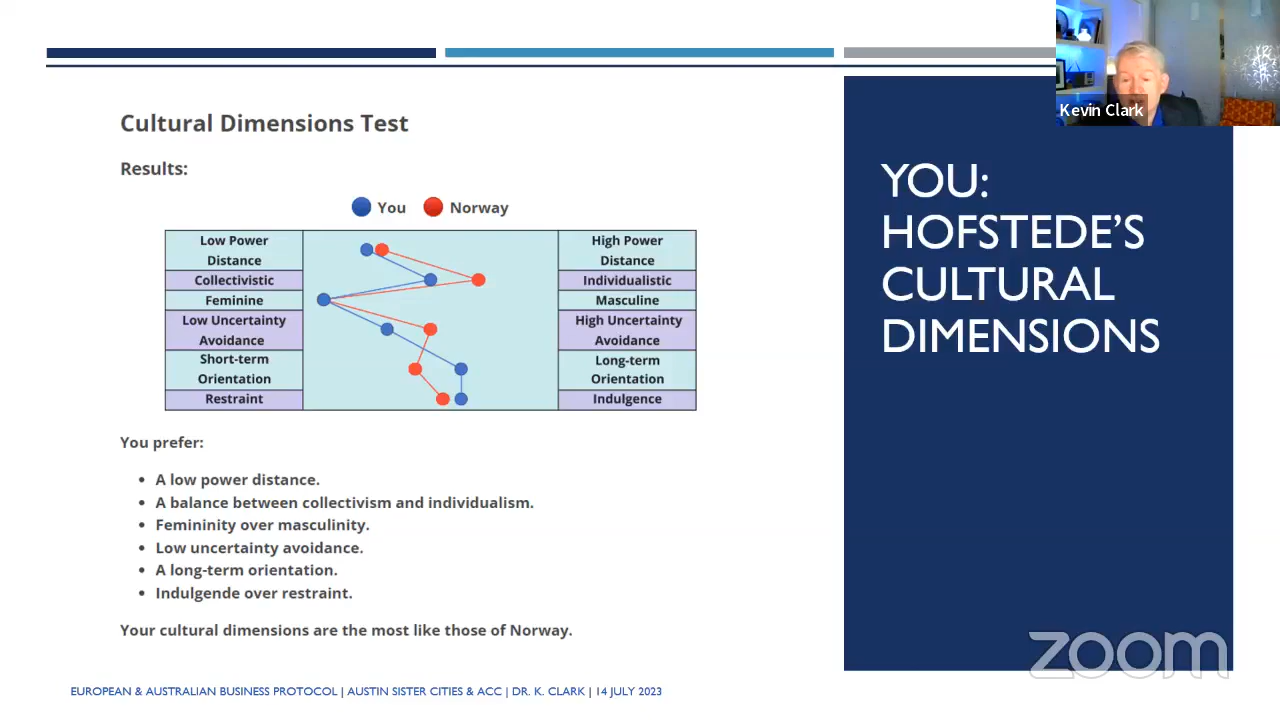 Kevin Clark
Cultural Dimensions Test
Results:
You
Norway
Low Power
Distance
High Power
Distance
Collectivistic
Individualistic
Feminine
Masculine
Low Uncertainty
Avoidance
High Uncertainty
Avoidance
Short-term
Orientation
Long-term
Orientation
Restraint
Indulgence
You prefer:
• A low power distance.
• A balance between collectivism and individualism.
• Femininity over masculinity.
• Low uncertainty avoidance.
• A long-term orientation.
• Indulgende over restraint.
Your cultural dimensions are the most like those of Norway.
YOU:
HOFSTEDE'S
CULTURAL
DIMENSIONS
zoom
EUROPEAN & AUSTRALIAN BUSINESS PROTOCOL | AUSTIN SISTER CITIES & ACC | DR. K. CLARK | 14 JULY 2023